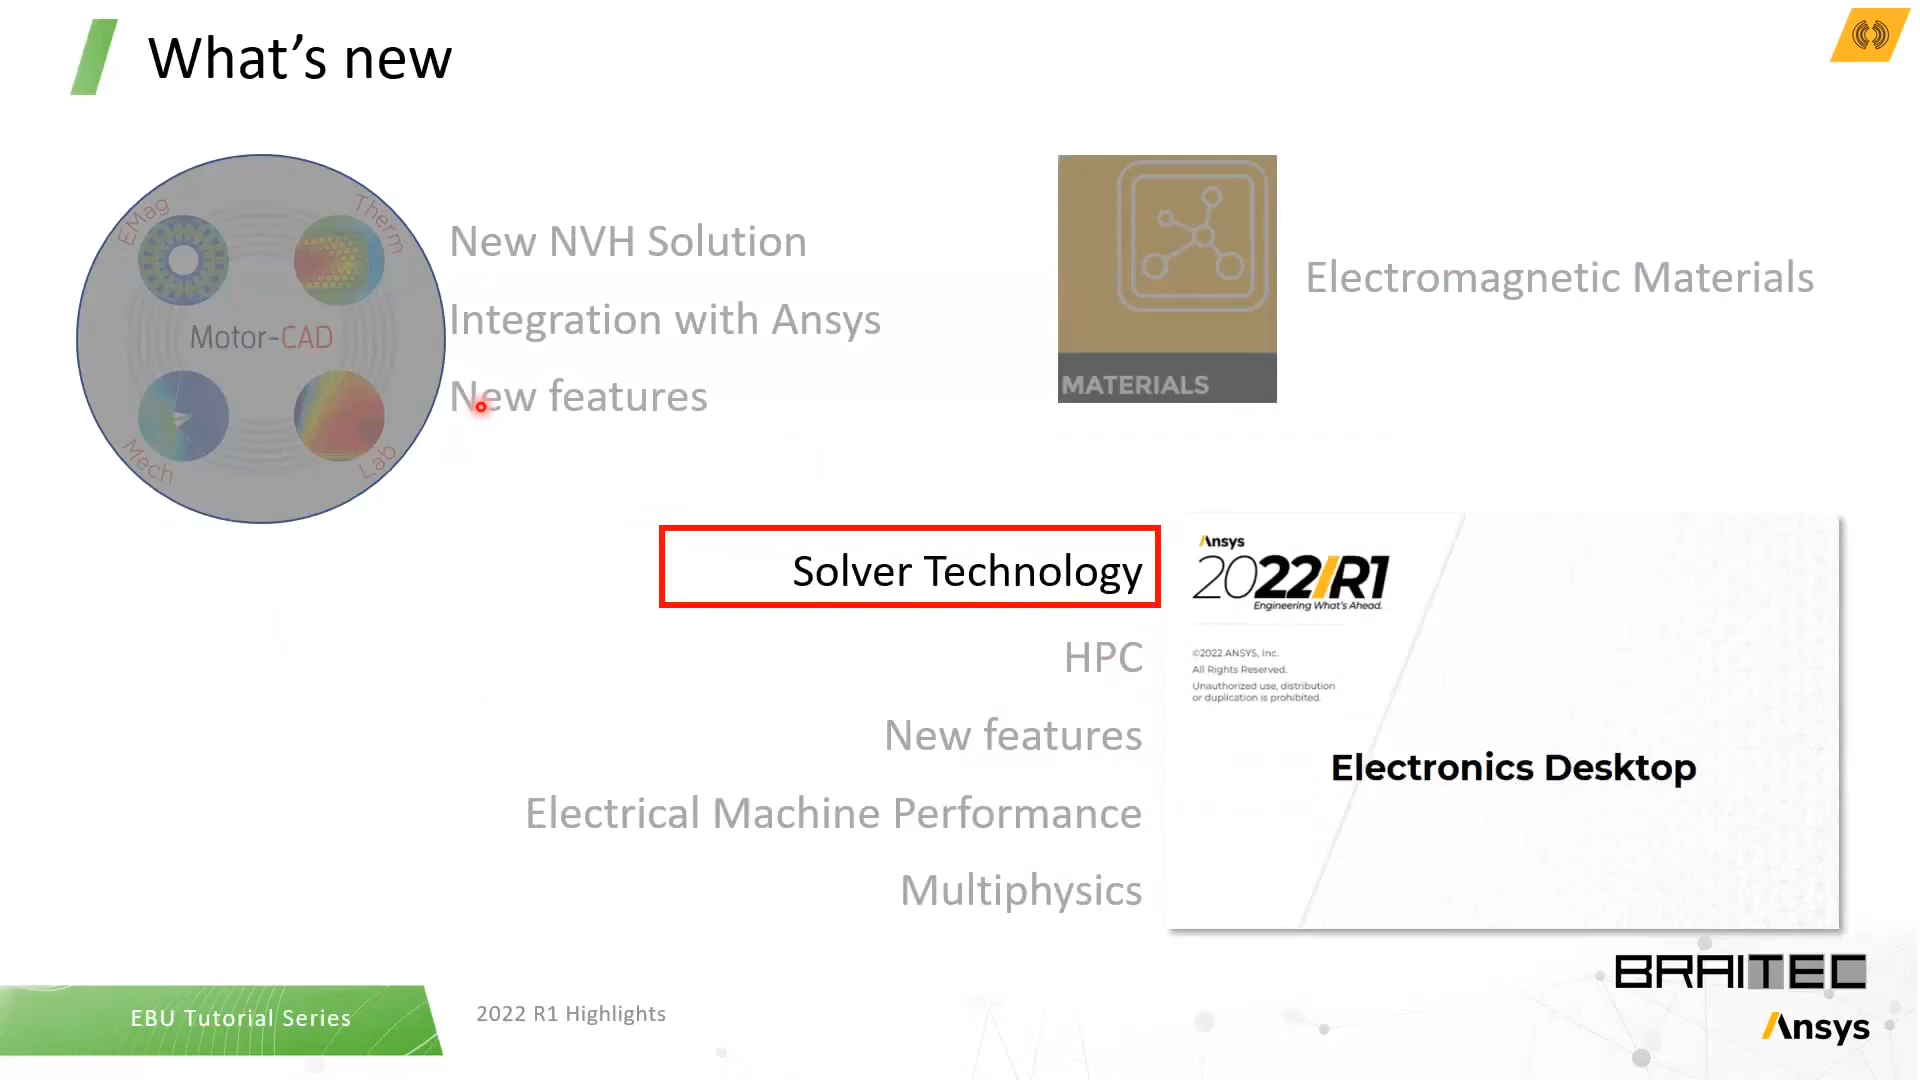 What's new
EMag
Therm
Motor-CAD
Mech
Lab
New NVH Solution
Integration with Ansys
New features
MATERIALS
Electromagnetic Materials
Solver Technology
HPC
New features
Electrical Machine Performance
Multiphysics
Ansys
2022/R1
Engineering What's Ahead.
©2022 ANSYS, Inc.
All Rights Reserved.
Unauthorized use, distribution
or duplication is prohibited.
Electronics Desktop
EBU Tutorial Series
2022 R1 Highlights
BRAITEC
Ansys